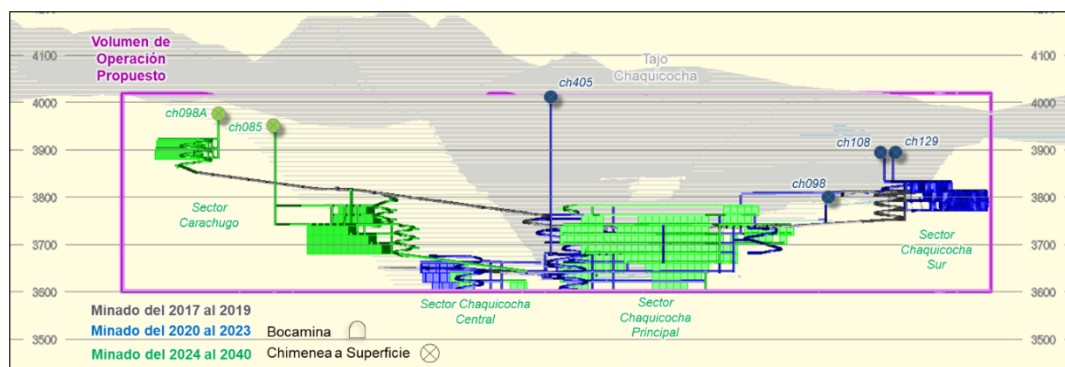 4200
4200
Volumen de
Operación
Propuesto
4100
4100
Tajo
Chaquicocha
ch405
ch098A
4000
4000
ch085
ch108
ch129
3900
3900
ch098
3800
3800
Sector
Carachugo
Sector
Chaquicocha
Sur
3700
3700
3600
3600
Sector Chaquicocha
Central
Sector
Chaquicocha
Principal
Minado del 2017 al 2019
Minado del 2020 al 2023
Bocamina
3500
3500
Minado del 2024 al 2040
Chimenea a Superficie